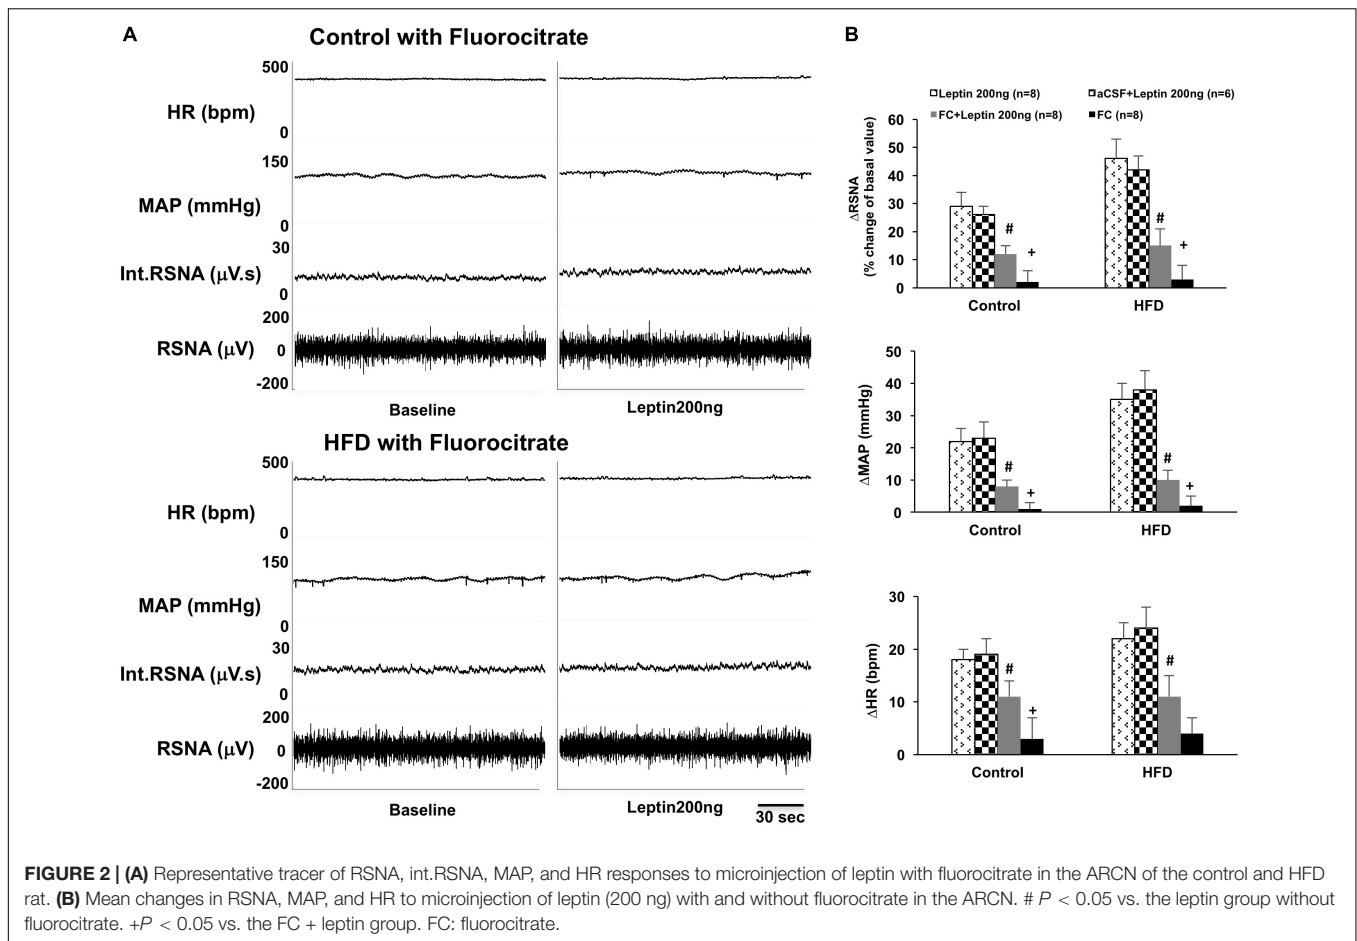 A
Control with Fluorocitrate
500
HR (bpm)
0
150
MAP (mmHg)
0
30
Int.RSNA (μV.s)
0
200
RSNA (μV)
0
-200
Baseline
Leptin200ng
HFD with Fluorocitrate
500
HR (bpm)
0
150
MAP (mmHg)
0
30
Int.RSNA (μV.s)
0
200
RSNA (μV)
0
-200
Baseline
Leptin200ng
30 sec
B
Leptin 200ng (n=8)
aCSF+Leptin 200ng (n=6)
FC+Leptin 200ng (n=8)
FC (n=8)
ΔRSNA
(% change of basal value)
60
50
40
30
20
10
0
#
+
#
+
Control
HFD
ΔMAP (mmHg)
50
40
30
20
10
0
#
+
#
+
Control
HFD
ΔHR (bpm)
30
20
10
0
#
+
#
Control
HFD
FIGURE 2 | (A) Representative tracer of RSNA, int.RSNA, MAP, and HR responses to microinjection of leptin with fluorocitrate in the ARCN of the control and HFD
rat. (B) Mean changes in RSNA, MAP, and HR to microinjection of leptin (200 ng) with and without fluorocitrate in the ARCN. # P < 0.05 vs. the leptin group without
fluorocitrate. +P < 0.05 vs. the FC + leptin group. FC: fluorocitrate.